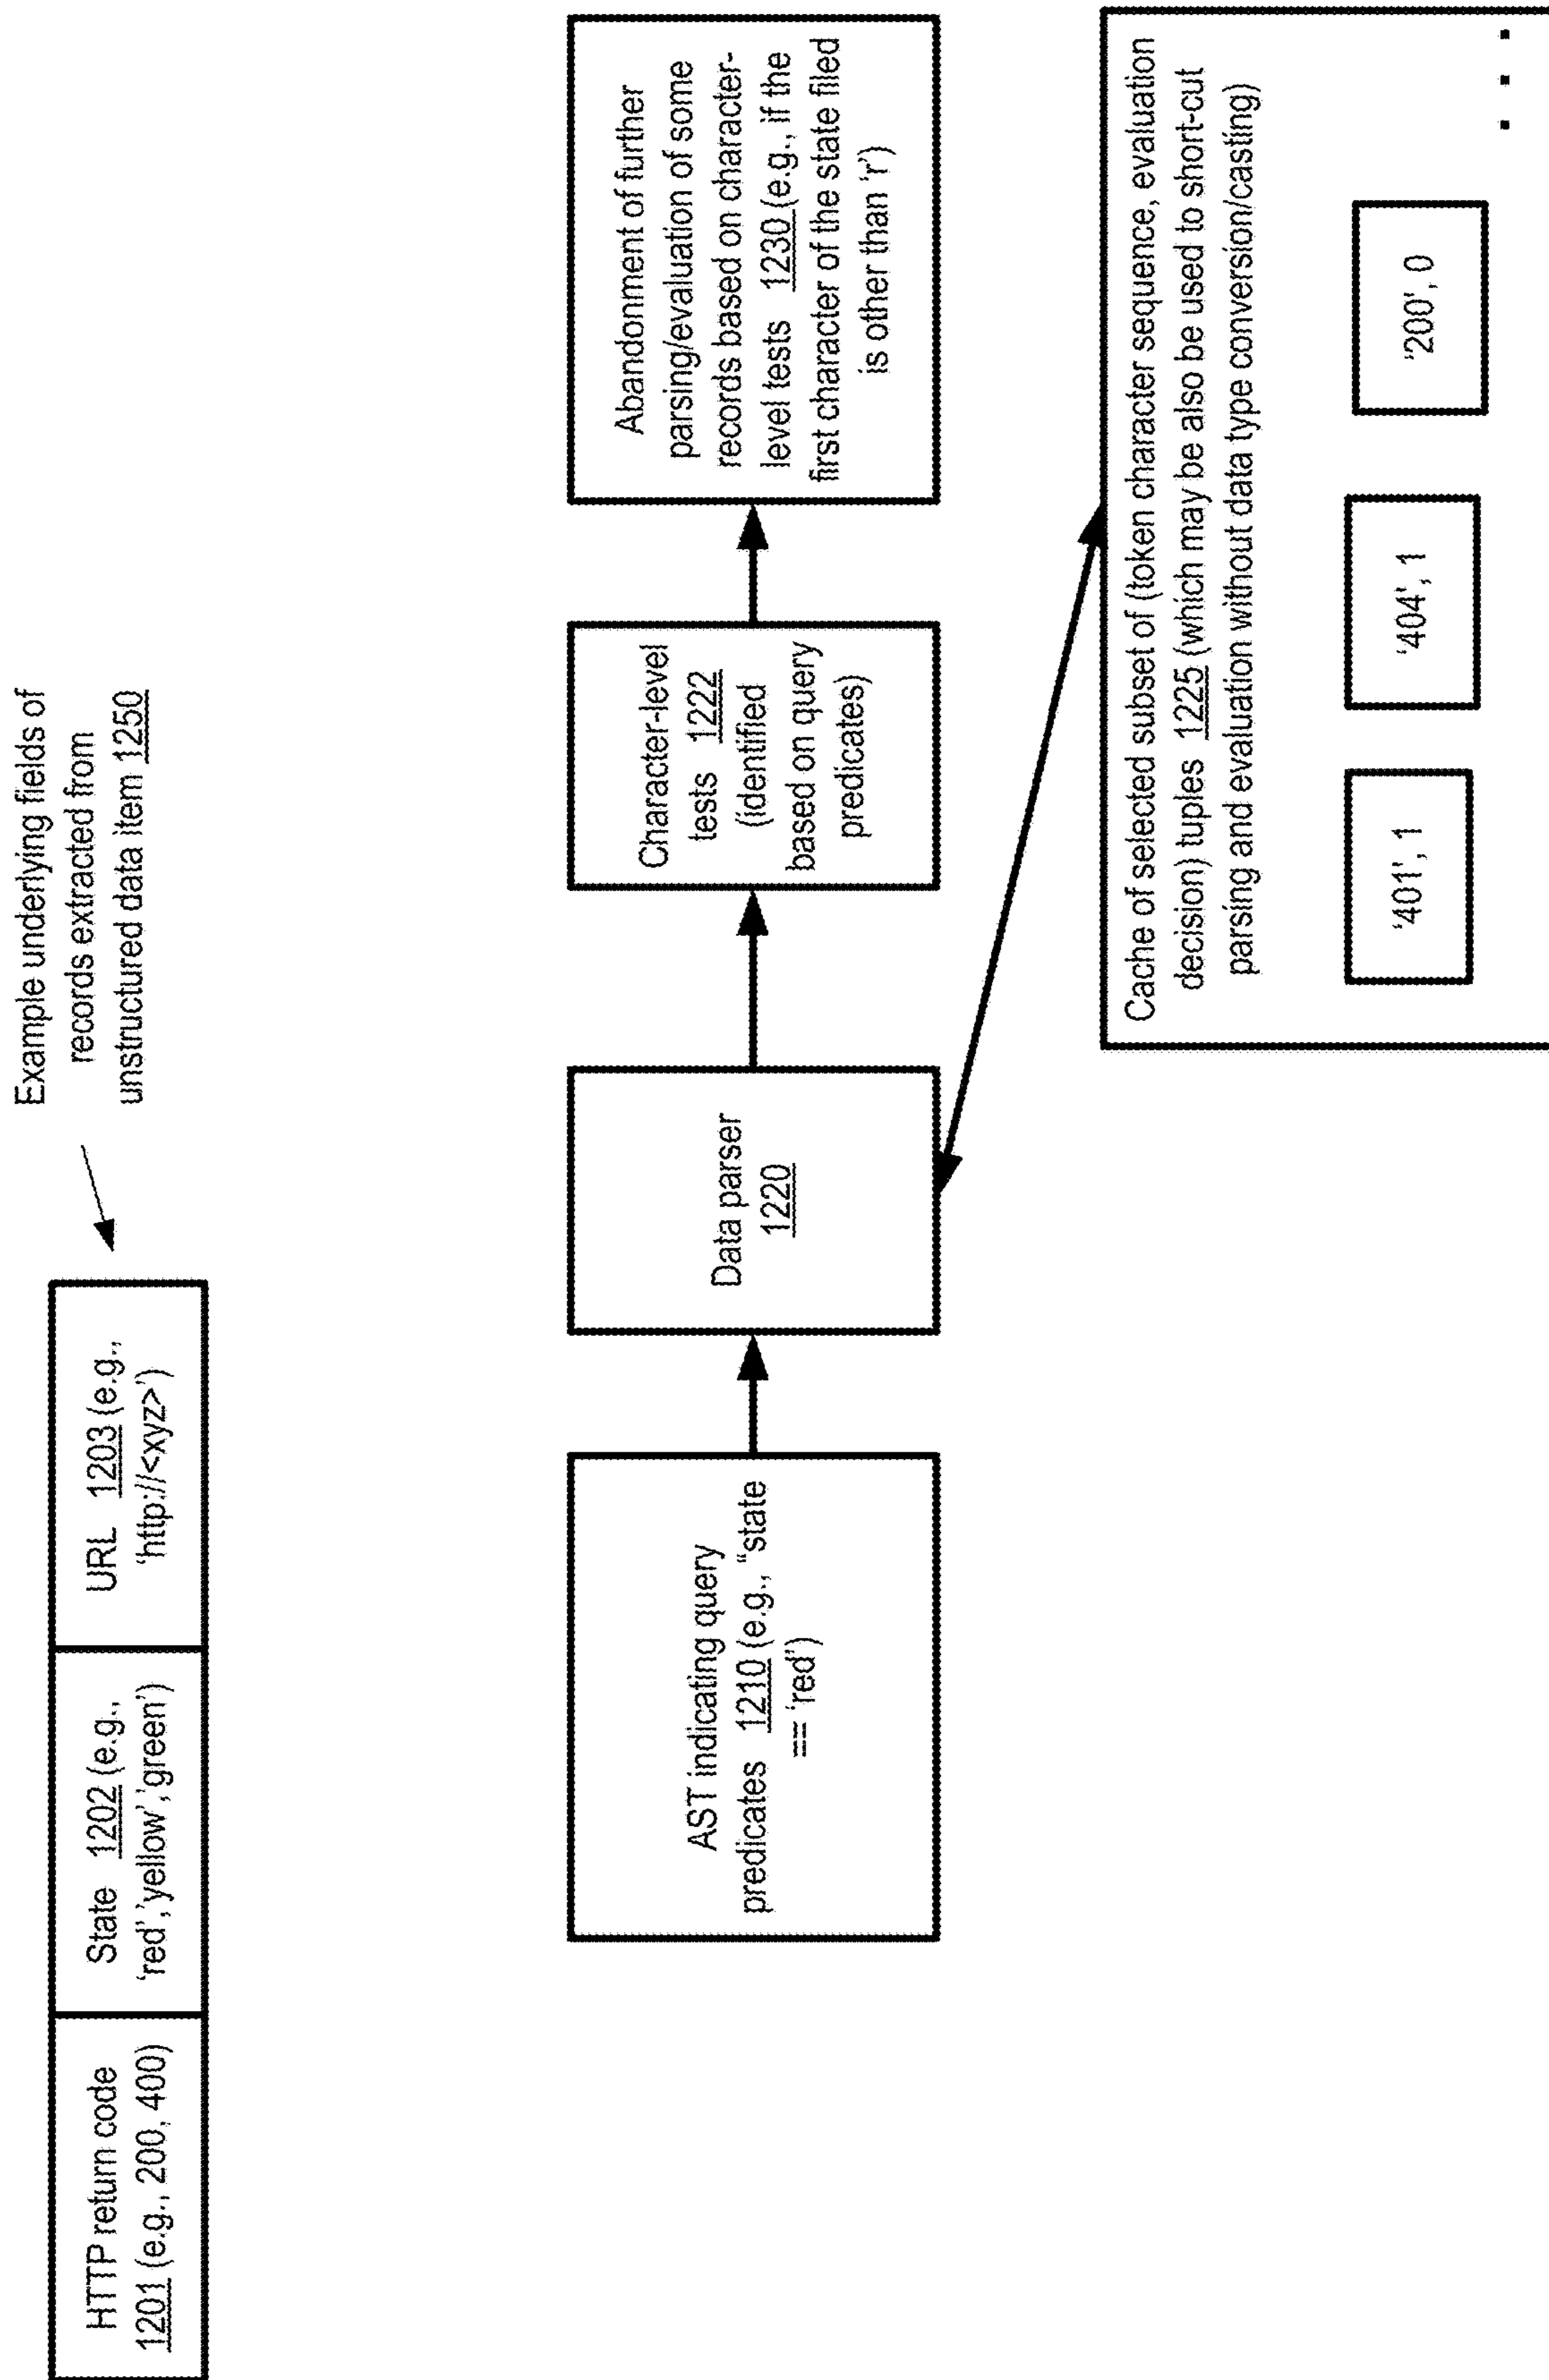 Example underlying fields of
records extracted from
unstructured data item 1250
HTTP return code
1201 (e.g., 200, 400)
State 1202 (e.g.,
‘red’,’yellow’,’green’)
URL 1203 (e.g.,
‘http://<xyz>’)
AST indicating query
predicates 1210 (e.g., “state
== ‘red’)
Data parser
1220
Character-level
tests 1222
(identified
based on query
predicates)
Abandonment of further
parsing/evaluation of some
records based on character-
level tests 1230 (e.g., if the
first character of the state filed
is other than ‘r’)
Cache of selected subset of (token character sequence, evaluation
decision) tuples 1225 (which may be also be used to short-cut
parsing and evaluation without data type conversion/casting)
‘401’, 1
‘404’, 1
‘200’, 0
. . .